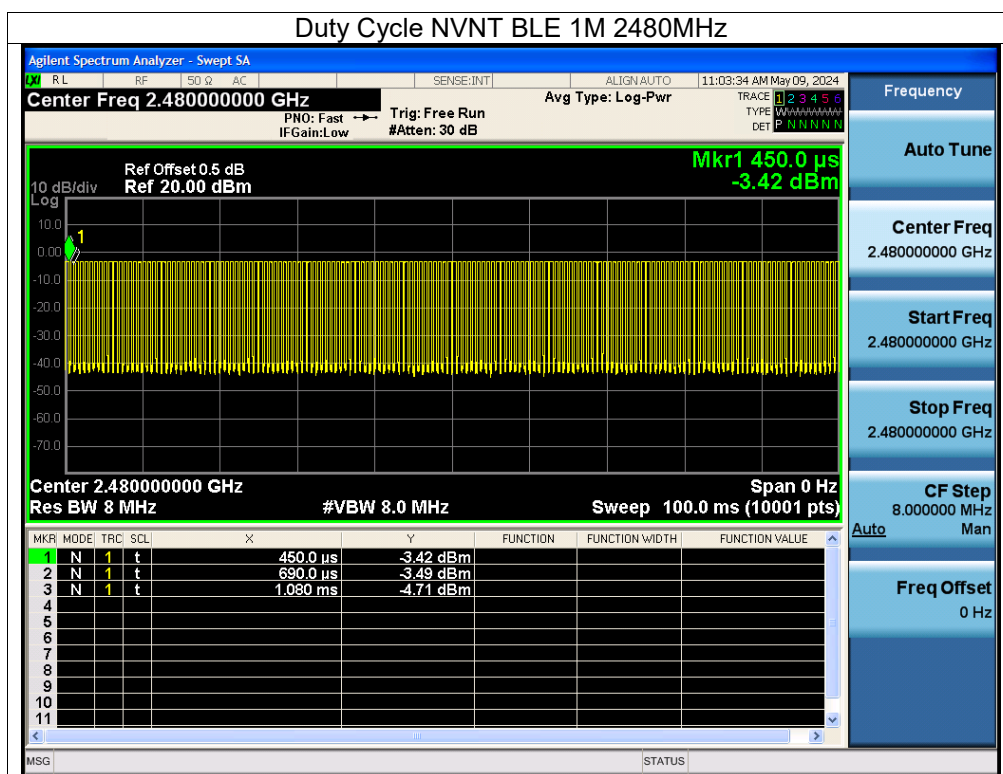 Duty Cycle NVNT BLE 1M 2480MHz
Agilent Spectrum Analyzer - Swept SA
LXI RL RF 50 Ω AC SENSE:INT ALIGN AUTO 11:03:34 AM May 09, 2024
Center Freq 2.480000000 GHz
PNO: Fast
IFGain:Low
Trig: Free Run
#Atten: 30 dB
Avg Type: Log-Pwr
TRACE 1 2 3 4 5 6
TYPE WWWWWW
DET P N N N N N
Ref Offset 0.5 dB
10 dB/div Ref 20.00 dBm
Log
Mkr1 450.0 µs
-3.42 dBm
10.0
0.00
-10.0
-20.0
-30.0
-40.0
-50.0
-60.0
-70.0
1
Center 2.480000000 GHz
Span 0 Hz
Res BW 8 MHz #VBW 8.0 MHz Sweep 100.0 ms (10001 pts)
MKR MODE TRC SCL X Y FUNCTION FUNCTION WIDTH FUNCTION VALUE
1 N 1 t 450.0 µs -3.42 dBm
2 N 1 t 690.0 µs -3.49 dBm
3 N 1 t 1.080 ms -4.71 dBm
4
5
6
7
8
9
10
11
MSG STATUS
Frequency
Auto Tune
Center Freq
2.480000000 GHz
Start Freq
2.480000000 GHz
Stop Freq
2.480000000 GHz
CF Step
8.000000 MHz
Auto Man
Freq Offset
0 Hz